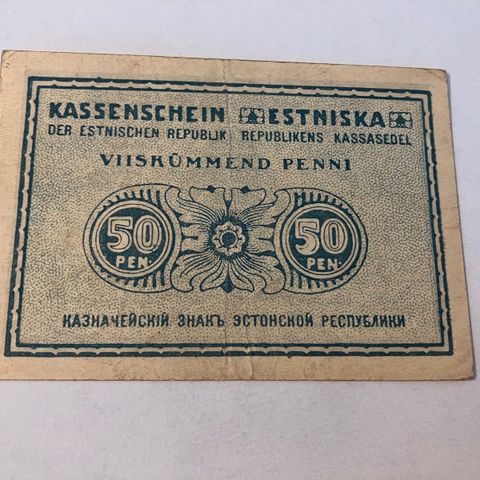 KASSENSCHEIN ESTNISKA
DER ESTNISCHEN REPUBLIK REPUBLIKENS KASSASEDEL
VIISKÜMMEND PENNI
50 50
PEN. PEN.
КАЗНАЧЕЙСКІЙ ЗНАКЪ ЭСТОНСКОЙ РЕСПУБЛИКИ